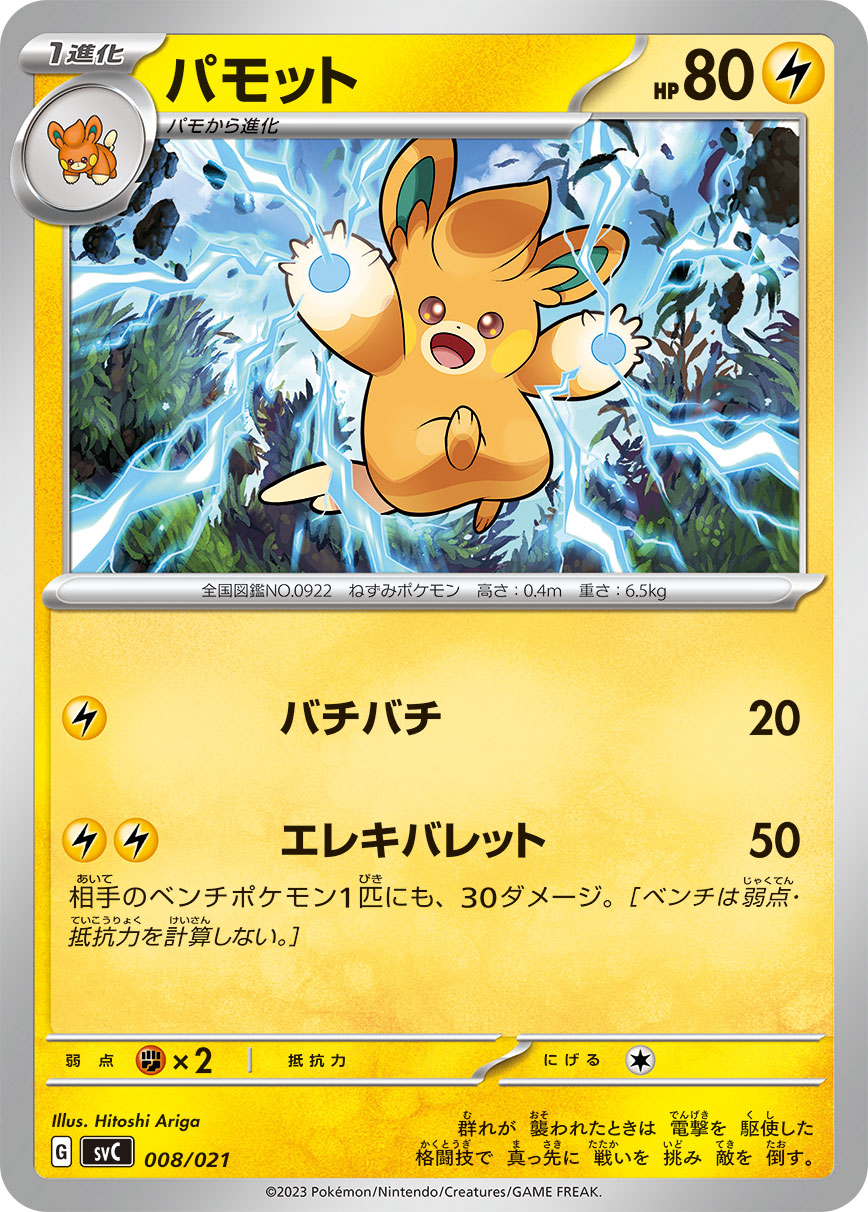 1進化
パモット
HP80
パモから進化
全国図鑑NO.0922 ねずみポケモン 高さ:0.4m 重さ:6.5kg
バチバチ 20
エレキバレット 50
相手のベンチポケモン1匹にも、30ダメージ。[ベンチは弱点・
抵抗力を計算しない。]
弱点 ×2 抵抗力 にげる
Illus. Hitoshi Ariga
群れが 襲われたときは 電撃を 駆使した
格闘技で 真っ先に 戦いを 挑み 敵を 倒す。
G svC 008/021
©2023 Pokémon/Nintendo/Creatures/GAME FREAK.